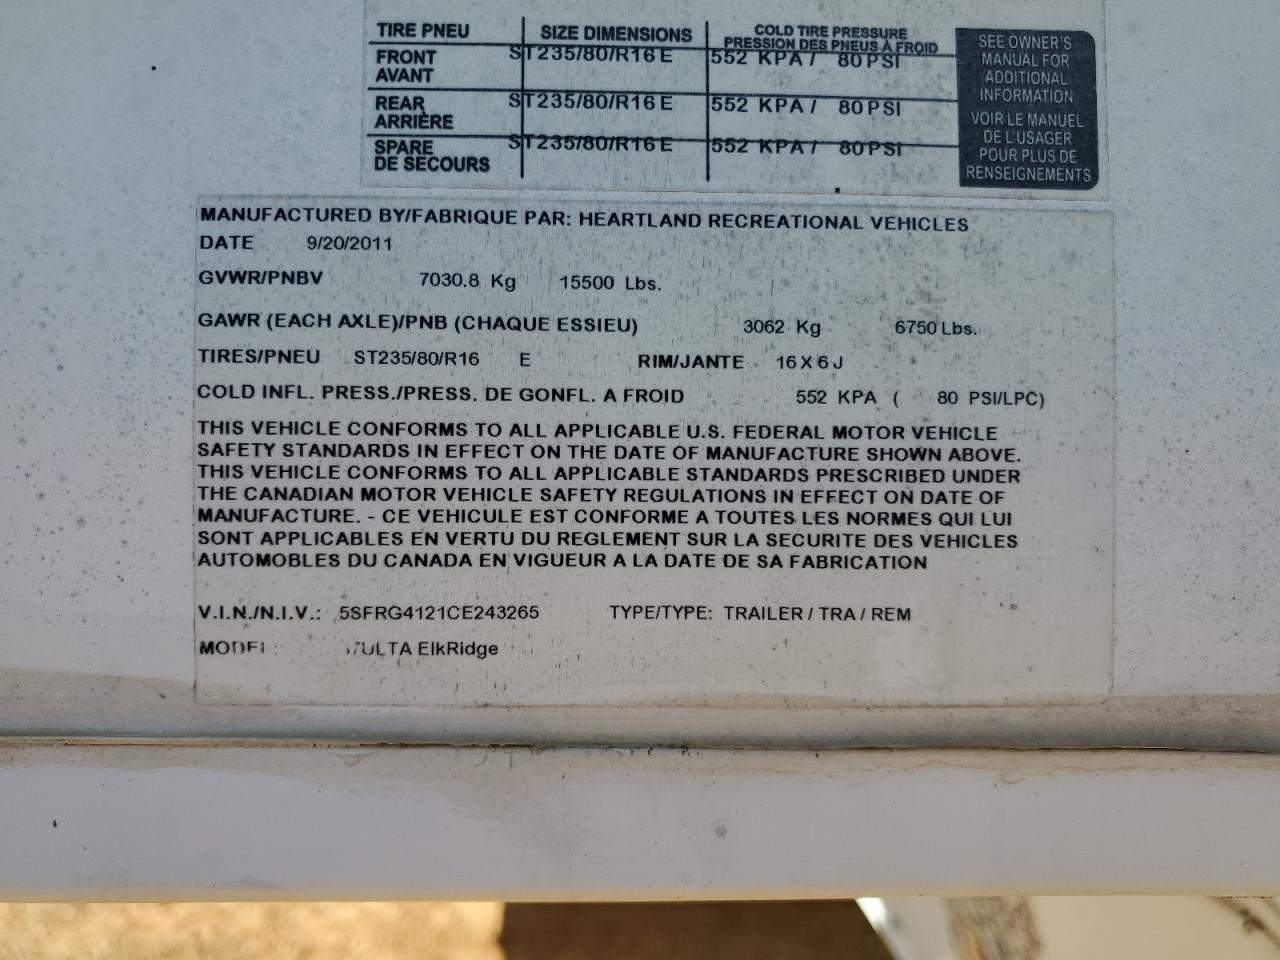 TIRE PNEU SIZE DIMENSIONS COLD TIRE PRESSURE
PRESSION DES PNEUS À FROID
FRONT
AVANT ST235/80/R16 E 552 KPA / 80 PSI
REAR
ARRIÈRE ST235/80/R16 E 552 KPA / 80 PSI
SPARE
DE SECOURS ST235/80/R16 E 552 KPA / 80 PSI
SEE OWNER'S
MANUAL FOR
ADDITIONAL
INFORMATION
VOIR LE MANUEL
DE L'USAGER
POUR PLUS DE
RENSEIGNEMENTS
MANUFACTURED BY/FABRIQUE PAR: HEARTLAND RECREATIONAL VEHICLES
DATE 9/20/2011
GVWR/PNBV 7030.8 Kg 15500 Lbs.
GAWR (EACH AXLE)/PNB (CHAQUE ESSIEU) 3062 Kg 6750 Lbs.
TIRES/PNEU ST235/80/R16 E RIM/JANTE 16 X 6 J
COLD INFL. PRESS./PRESS. DE GONFL. A FROID 552 KPA ( 80 PSI/LPC)
THIS VEHICLE CONFORMS TO ALL APPLICABLE U.S. FEDERAL MOTOR VEHICLE
SAFETY STANDARDS IN EFFECT ON THE DATE OF MANUFACTURE SHOWN ABOVE.
THIS VEHICLE CONFORMS TO ALL APPLICABLE STANDARDS PRESCRIBED UNDER
THE CANADIAN MOTOR VEHICLE SAFETY REGULATIONS IN EFFECT ON DATE OF
MANUFACTURE. - CE VEHICULE EST CONFORME A TOUTES LES NORMES QUI LUI
SONT APPLICABLES EN VERTU DU REGLEMENT SUR LA SECURITE DES VEHICLES
AUTOMOBLES DU CANADA EN VIGUEUR A LA DATE DE SA FABRICATION
V.I.N./N.I.V.: 5SFRG4121CE243265 TYPE/TYPE: TRAILER / TRA / REM
MODEL: ElkRidge